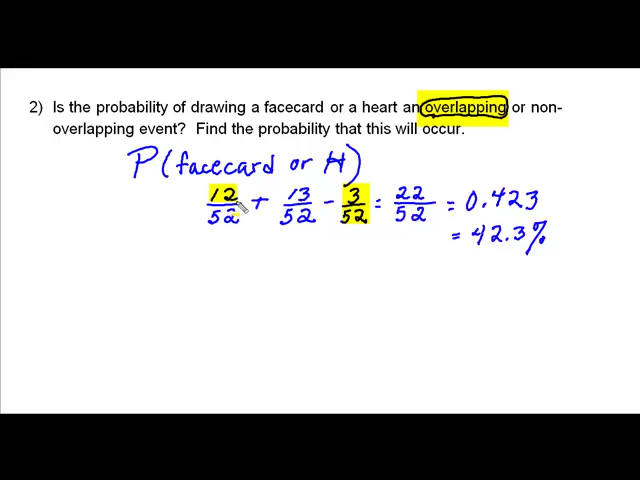 2) Is the probability of drawing a facecard or a heart an overlapping or non-
overlapping event? Find the probability that this will occur.
P(facecard or H)
12/52 + 13/52 - 3/52 = 22/52 = 0.423
= 42.3%